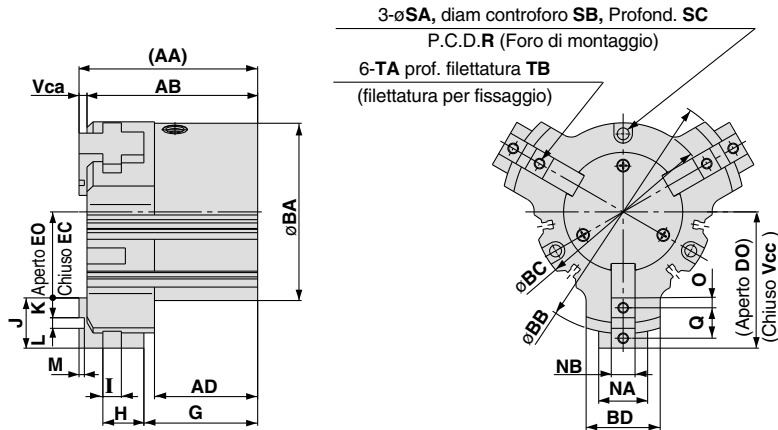 3-øSA, diam controforo SB, Profond. SC
P.C.D.R (Foro di montaggio)
6-TA prof. filettatura TB
(filettatura per fissaggio)
(AA)
Vca
AB
øBA
Aperto EO
Chiuso EC
K
J
L
M
I
H
G
AD
øBC
øBB
O
Q
(Aperto DO)
(Chiuso Vcc)
NB
NA
BD